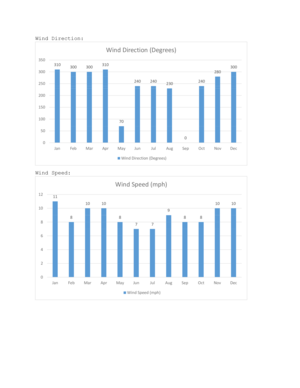 Wind Direction:
Wind Direction (Degrees)
350
300
250
200
150
100
50
0
310 300 300 310 70 240 240 230 0 240 280 300
Jan Feb Mar Apr May Jun Jul Aug Sep Oct Nov Dec
Wind Direction (Degrees)
Wind Speed:
Wind Speed (mph)
12
10
8
6
4
2
0
11 8 10 10 8 7 7 9 8 8 10 10
Jan Feb Mar Apr May Jun Jul Aug Sep Oct Nov Dec
Wind Speed (mph)